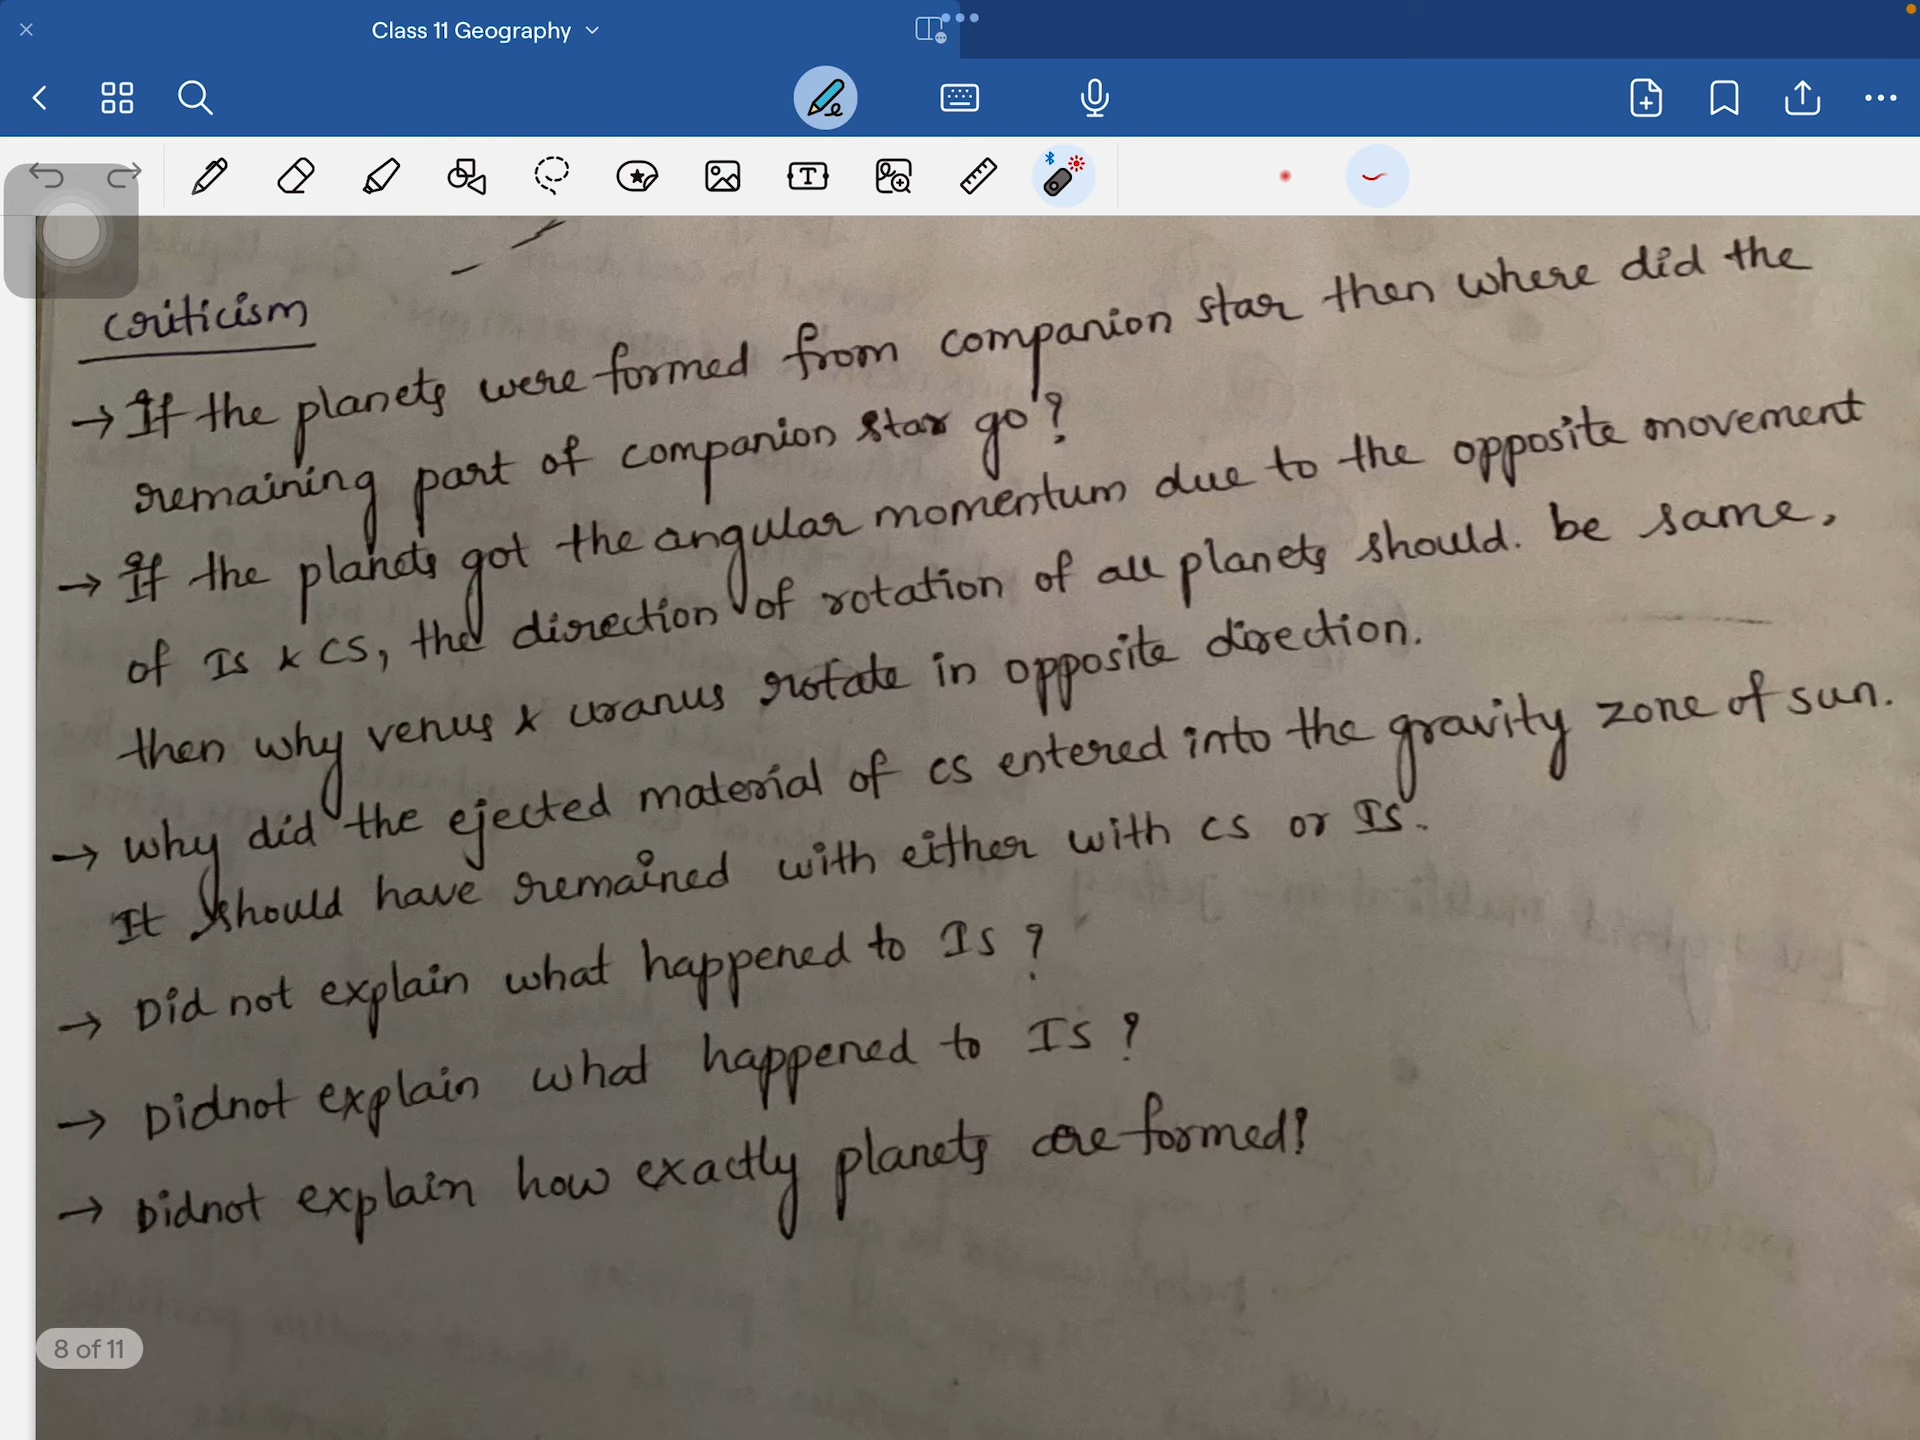 Class 11 Geography
criticism
→ If the planets were formed from companion star then where did the
remaining part of companion star go?
→ If the planets got the angular momentum due to the opposite movement
of IS & CS, the direction of rotation of all planets should. be same,
then why venus & uranus rotate in opposite direction.
→ why did the ejected material of CS entered into the gravity zone of sun.
It should have remained with either with CS or IS.
→ Did not explain what happened to IS?
→ Didnot explain what happened to IS?
→ Didnot explain how exactly planets are formed?
8 of 11